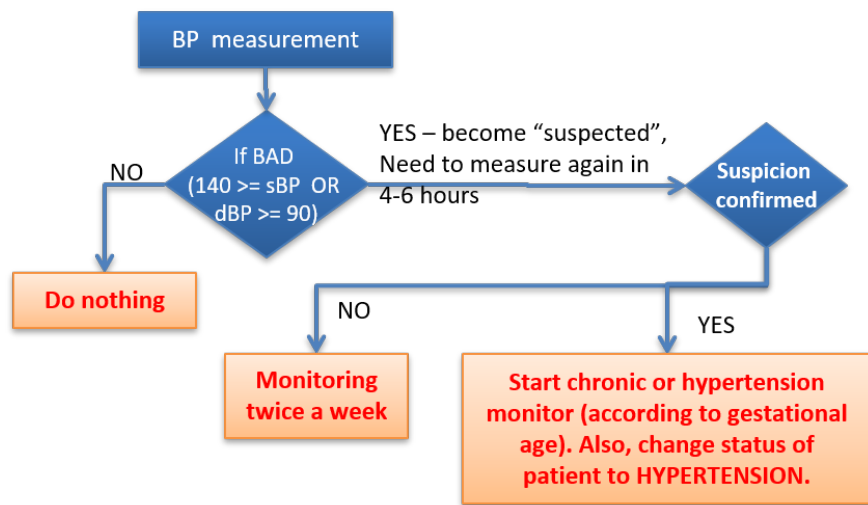 BP  measurement
If BAD
(140 >= sBP  OR
dBP >= 90)
NO
YES – become “suspected”,
Need to measure again in
4-6 hours
Suspicion
confirmed
Do nothing
NO
YES
Monitoring
twice a week
Start chronic or hypertension
monitor (according to gestational
age). Also, change status of
patient to HYPERTENSION.